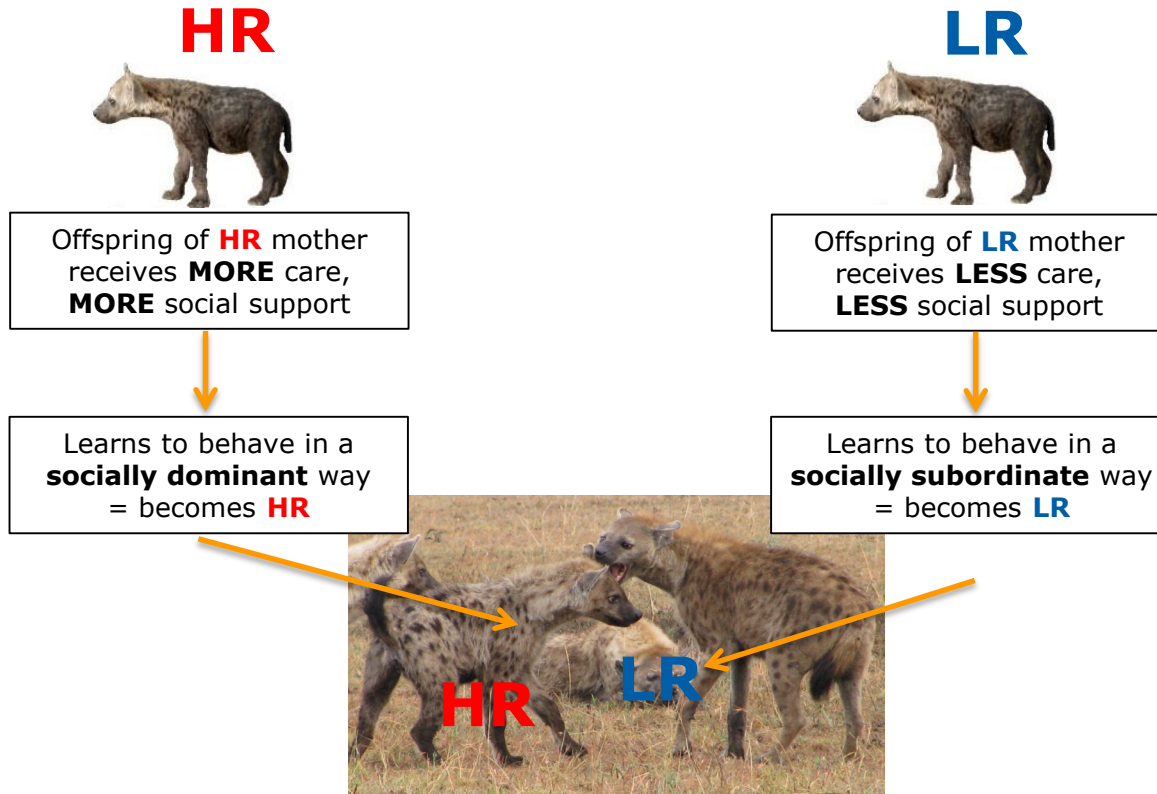 HR
Offspring of HR mother
receives MORE care,
MORE social support
Learns to behave in a
socially dominant way
= becomes HR
LR
Offspring of LR mother
receives LESS care,
LESS social support
Learns to behave in a
socially subordinate way
= becomes LR
HR
LR